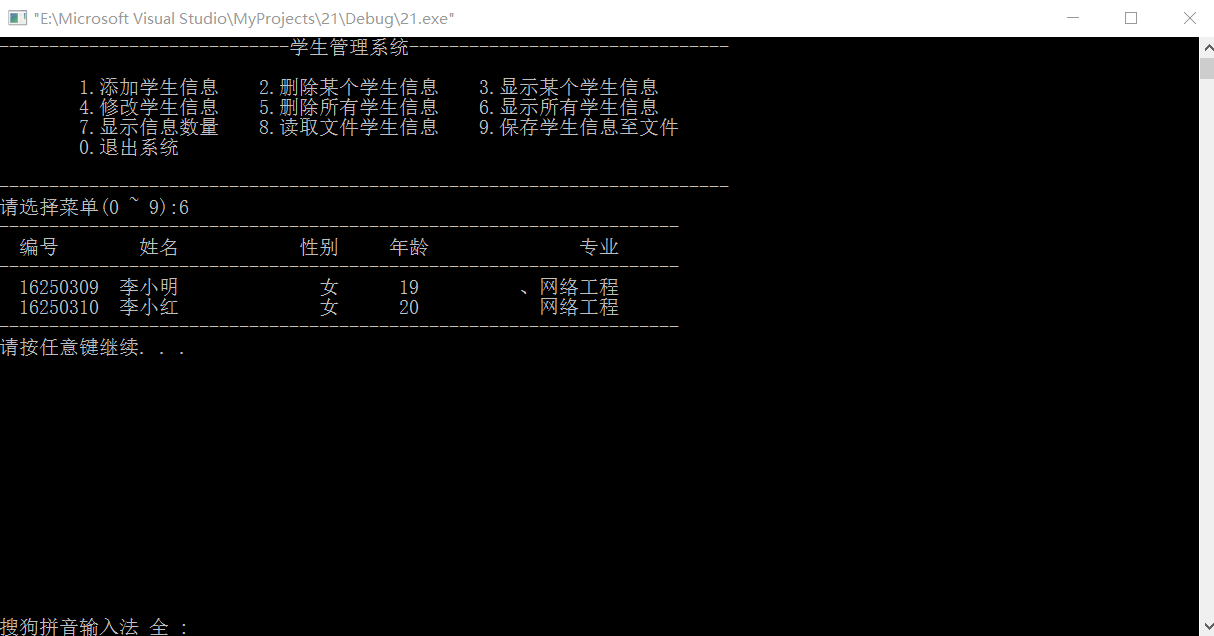 "E:\Microsoft Visual Studio\MyProjects\21\Debug\21.exe"
-----------------------------学生管理系统--------------------------------
1.添加学生信息 2.删除某个学生信息 3.显示某个学生信息
4.修改学生信息 5.删除所有学生信息 6.显示所有学生信息
7.显示信息数量 8.读取文件学生信息 9.保存学生信息至文件
0.退出系统
-------------------------------------------------------------------------
请选择菜单(0 ~ 9):6
--------------------------------------------------------------------
编号 姓名 性别 年龄 专业
--------------------------------------------------------------------
16250309 李小明 女 19 、网络工程
16250310 李小红 女 20 网络工程
--------------------------------------------------------------------
请按任意键继续. . .
搜狗拼音输入法 全 :